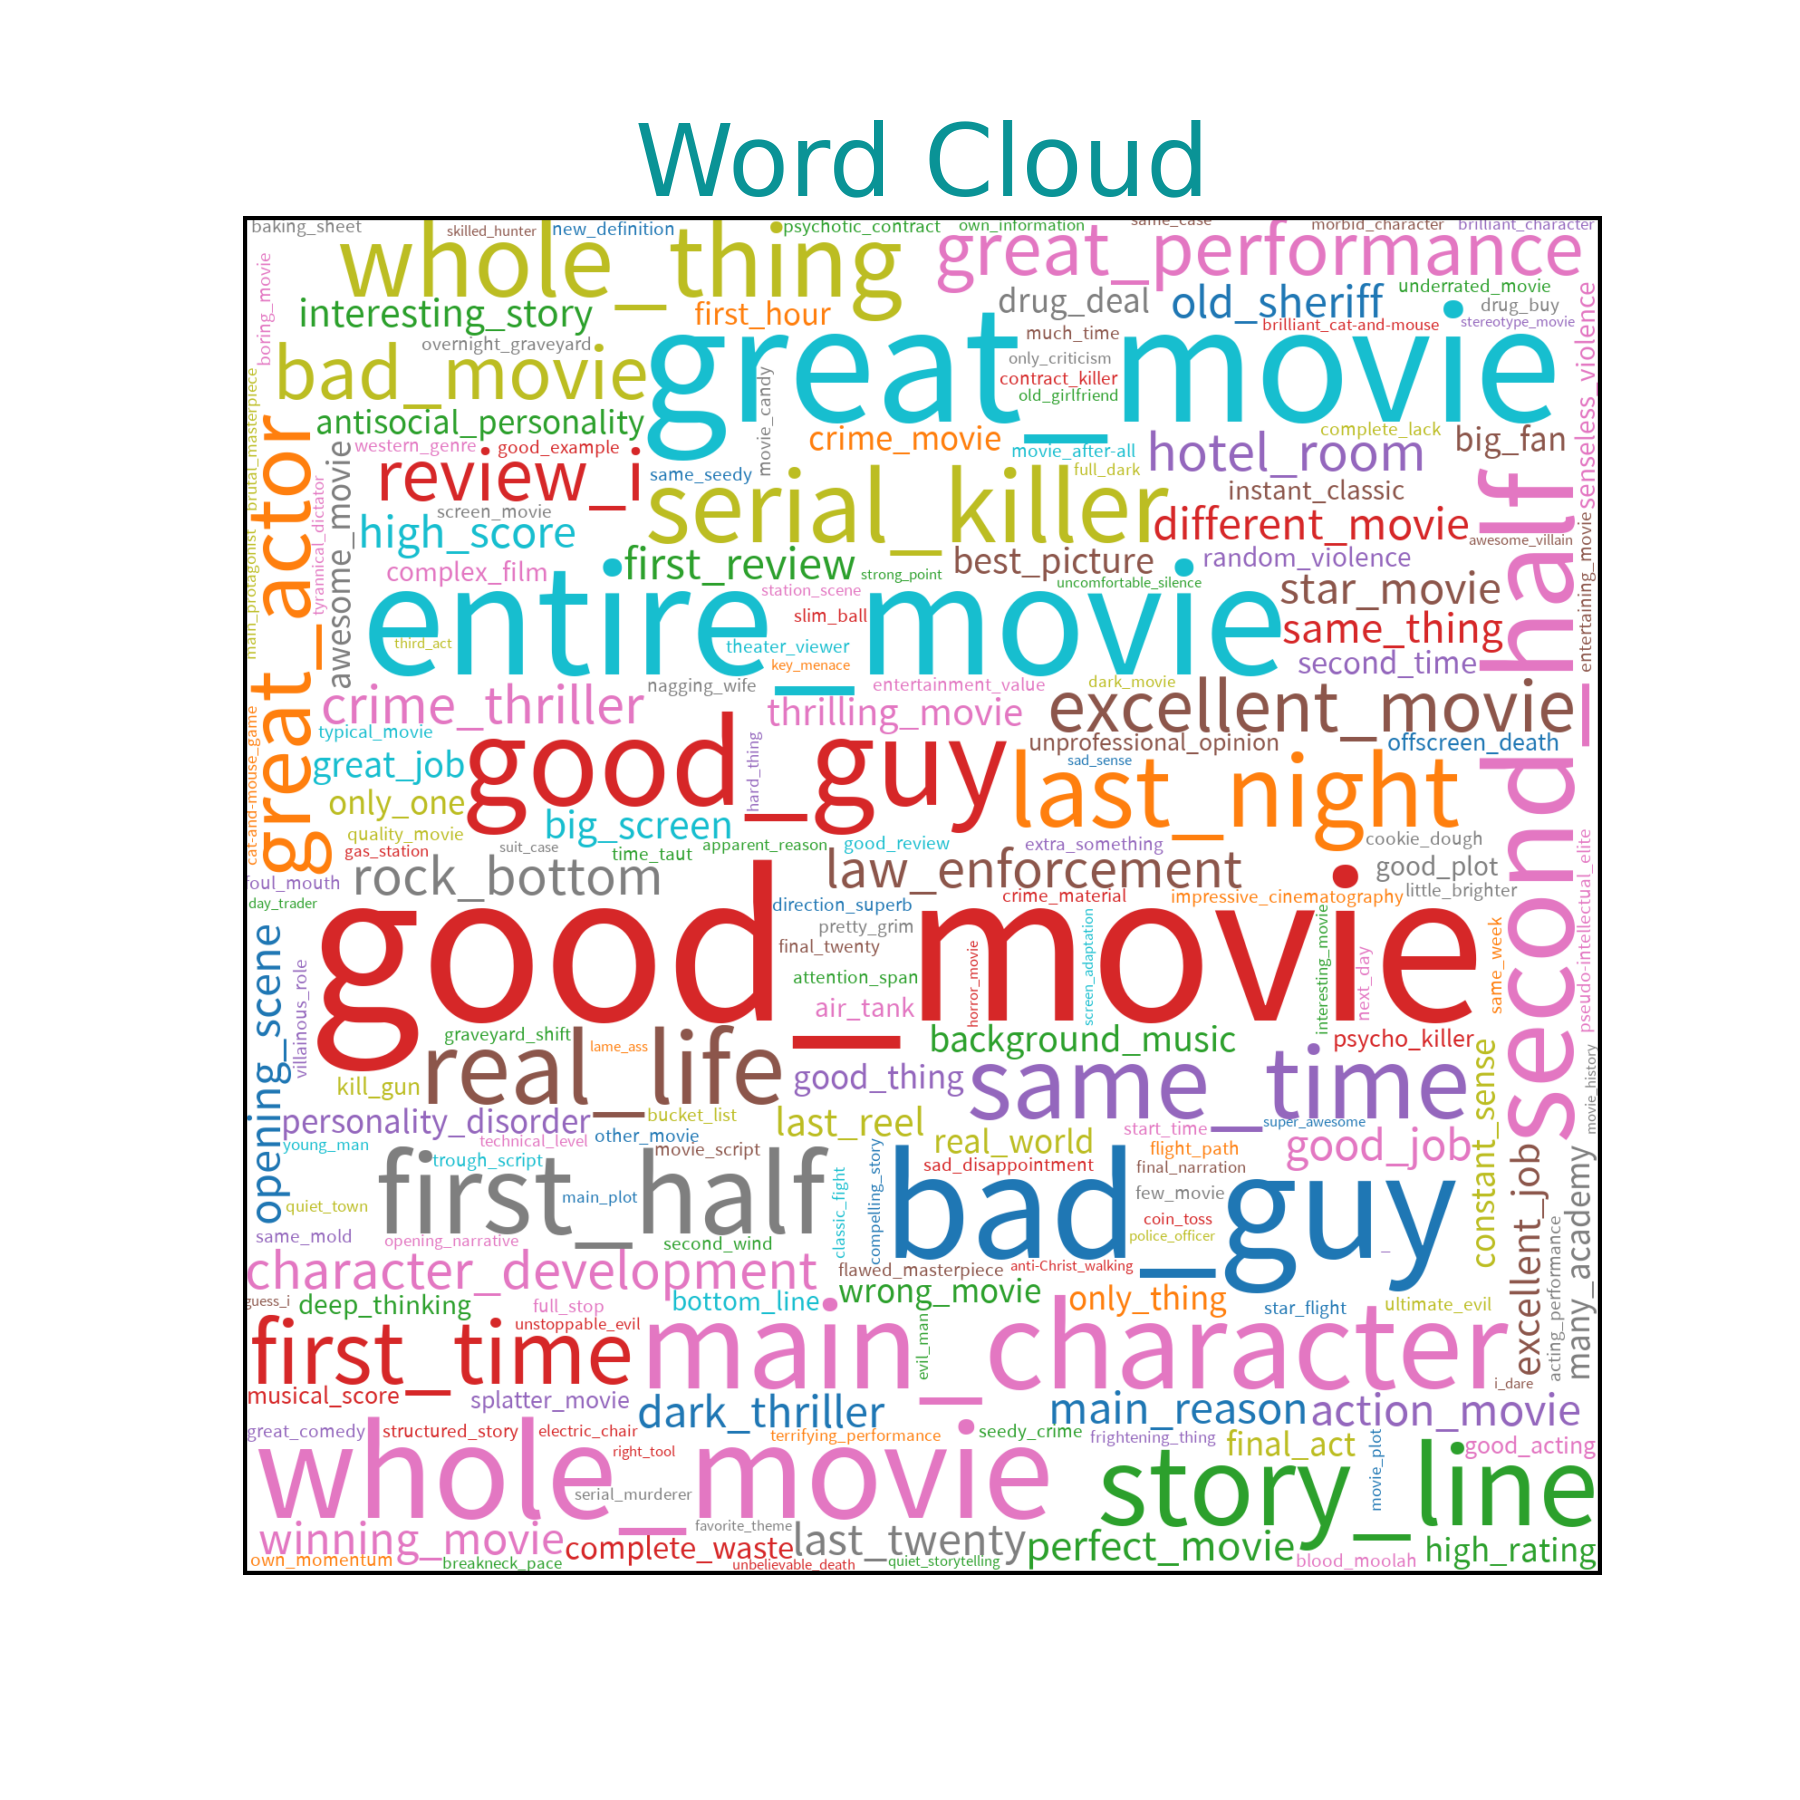 Word Cloud
baking_sheet
skilled_hunter
new_definition
psychotic_contract
own_information
same_case
morbid_character
brilliant_character
whole_thing
great_performance
boring_movie
interesting_story
first_hour
drug_deal
old_sheriff
underrated_movie
drug_buy
brilliant_cat-and-mouse
stereotype_movie
senseless_violence
overnight_graveyard
much_time
bad_movie
great_movie
only_criticism
contract_killer
old_girlfriend
movie_candy
brutal_masterpiece
antisocial_personality
great_actor
awesome_movie
western_genre
good_example
crime_movie
movie_after-all
complete_lack
big_fan
hotel_room
review_i
same_seedy
full_dark
serial_killer
instant_classic
second_half
tyrannical_dictator
screen_movie
high_score
different_movie
awesome_villain
entertaining_movie
main_protagonist
first_review
strong_point
best_picture
random_violence
complex_film
station_scene
uncomfortable_silence
star_movie
entire_movie
slim_ball
same_thing
third_act
theater_viewer
key_menace
second_time
nagging_wife
entertainment_value
dark_movie
crime_thriller
thrilling_movie
excellent_movie
cat-and-mouse_game
typical_movie
good_guy
hard_thing
unprofessional_opinion
offscreen_death
great_job
sad_sense
last_night
only_one
big_screen
quality_movie
gas_station
suit_case
time_taut
apparent_reason
good_review
extra_something
cookie_dough
pseudo-intellectual_elite
rock_bottom
law_enforcement
good_plot
foul_mouth
day_trader
crime_material
impressive_cinematography
little_brighter
direction_superb
good_movie
opening_scene
villainous_role
pretty_grim
final_twenty
horror_movie
screen_adaptation
interesting_movie
next_day
same_week
attention_span
air_tank
graveyard_shift
lame_ass
background_music
psycho_killer
real_life
kill_gun
good_thing
same_time
constant_sense
movie_history
personality_disorder
bucket_list
last_reel
start_time
super_awesome
young_man
technical_level
other_movie
movie_script
real_world
flight_path
good_job
first_half
trough_script
main_plot
classic_fight
compelling_story
sad_disappointment
final_narration
excellent_job
many_academy
bad_guy
few_movie
quiet_town
coin_toss
acting_performance
same_mold
opening_narrative
second_wind
police_officer
character_development
flawed_masterpiece
anti-Christ_walking
guess_i
deep_thinking
full_stop
bottom_line
wrong_movie
only_thing
star_flight
ultimate_evil
first_time
unstoppable_evil
main_character
evil_man
i_dare
musical_score
splatter_movie
dark_thriller
main_reason
action_movie
great_comedy
structured_story
electric_chair
terrifying_performance
seedy_crime
frightening_thing
final_act
movie_plot
good_acting
right_tool
whole_movie
story_line
serial_murderer
winning_movie
favorite_theme
complete_waste
last_twenty
perfect_movie
high_rating
own_momentum
breakneck_pace
unbelievable_death
quiet_storytelling
blood_moolah